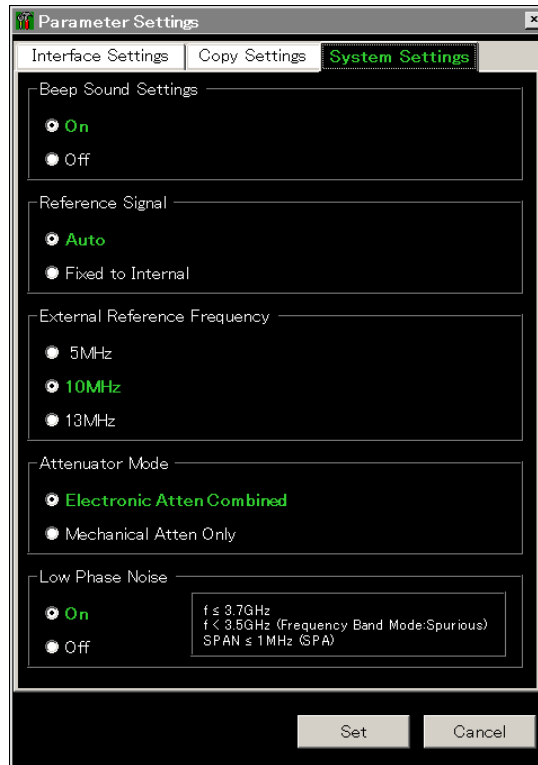 Parameter Settings
Interface Settings Copy Settings System Settings
Beep Sound Settings
On
Off
Reference Signal
Auto
Fixed to Internal
External Reference Frequency
5MHz
10MHz
13MHz
Attenuator Mode
Electronic Atten Combined
Mechanical Atten Only
Low Phase Noise
On
Off
f ≤ 3.7GHz
f < 3.5GHz (Frequency Band Mode:Spurious)
SPAN ≤ 1MHz (SPA)
Set Cancel